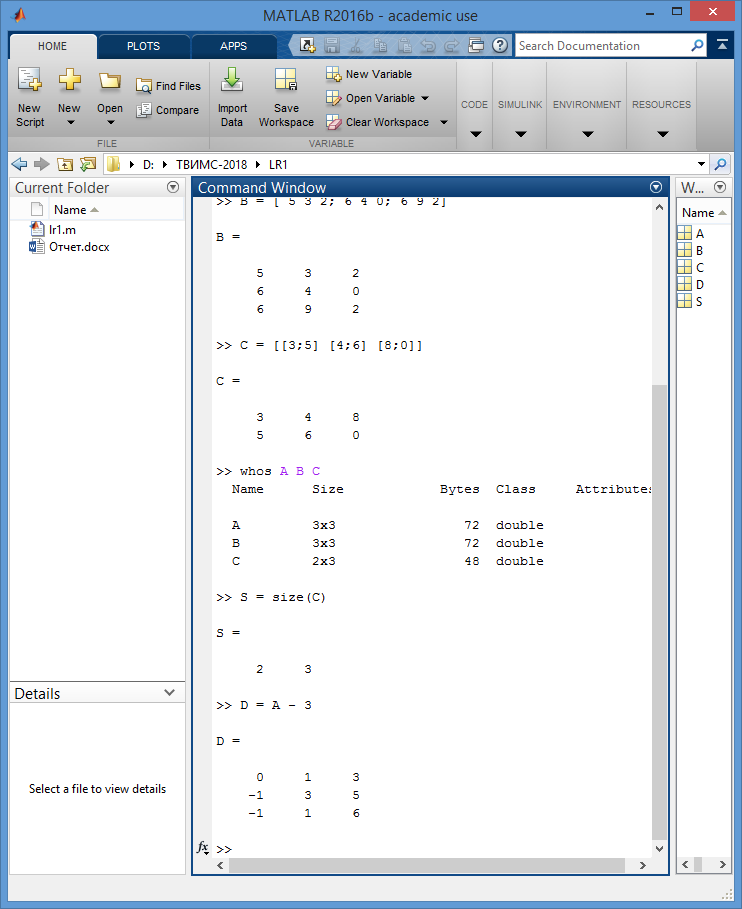 MATLAB R2016b - academic use
HOME PLOTS APPS
Search Documentation
New Script
New
Open
Find Files
Compare
FILE
Import Data
Save Workspace
New Variable
Open Variable
Clear Workspace
VARIABLE
CODE
SIMULINK
ENVIRONMENT
RESOURCES
D: ТВИМС-2018 LR1
Current Folder
Name
lr1.m
Отчет.docx
Details
Select a file to view details
Command Window
>> B = [ 5 3 2; 6 4 0; 6 9 2]
B =
5 3 2
6 4 0
6 9 2
>> C = [[3;5] [4;6] [8;0]]
C =
3 4 8
5 6 0
>> whos A B C
Name Size Bytes Class Attributes
A 3x3 72 double
B 3x3 72 double
C 2x3 48 double
>> S = size(C)
S =
2 3
>> D = A - 3
D =
0 1 3
-1 3 5
-1 1 6
fx >>
W...
Name
A
B
C
D
S